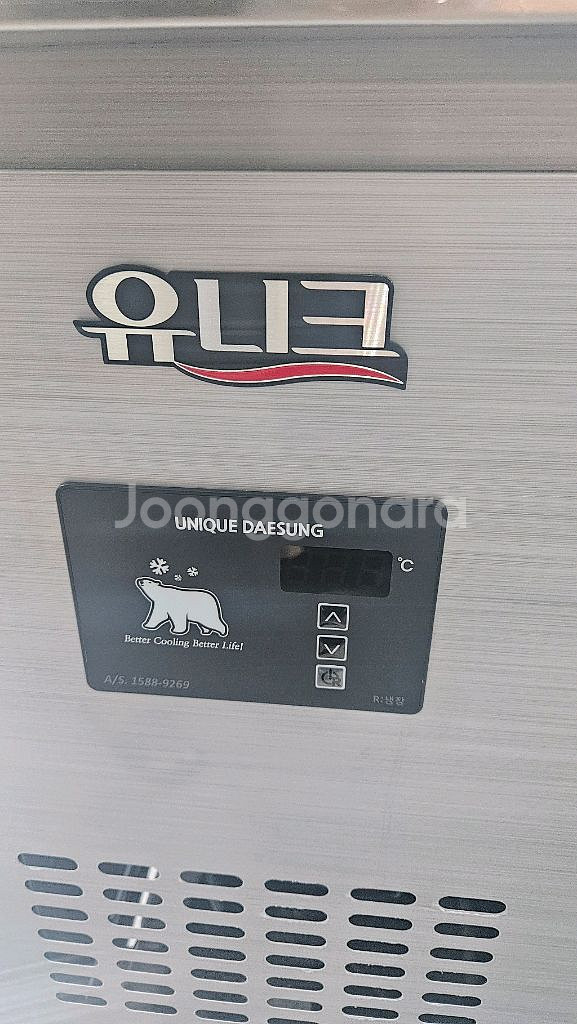 유니크
Joonggonara
UNIQUE DAESUNG
°C
Better Cooling Better Life!
A/S. 1588-9269
R:냉장